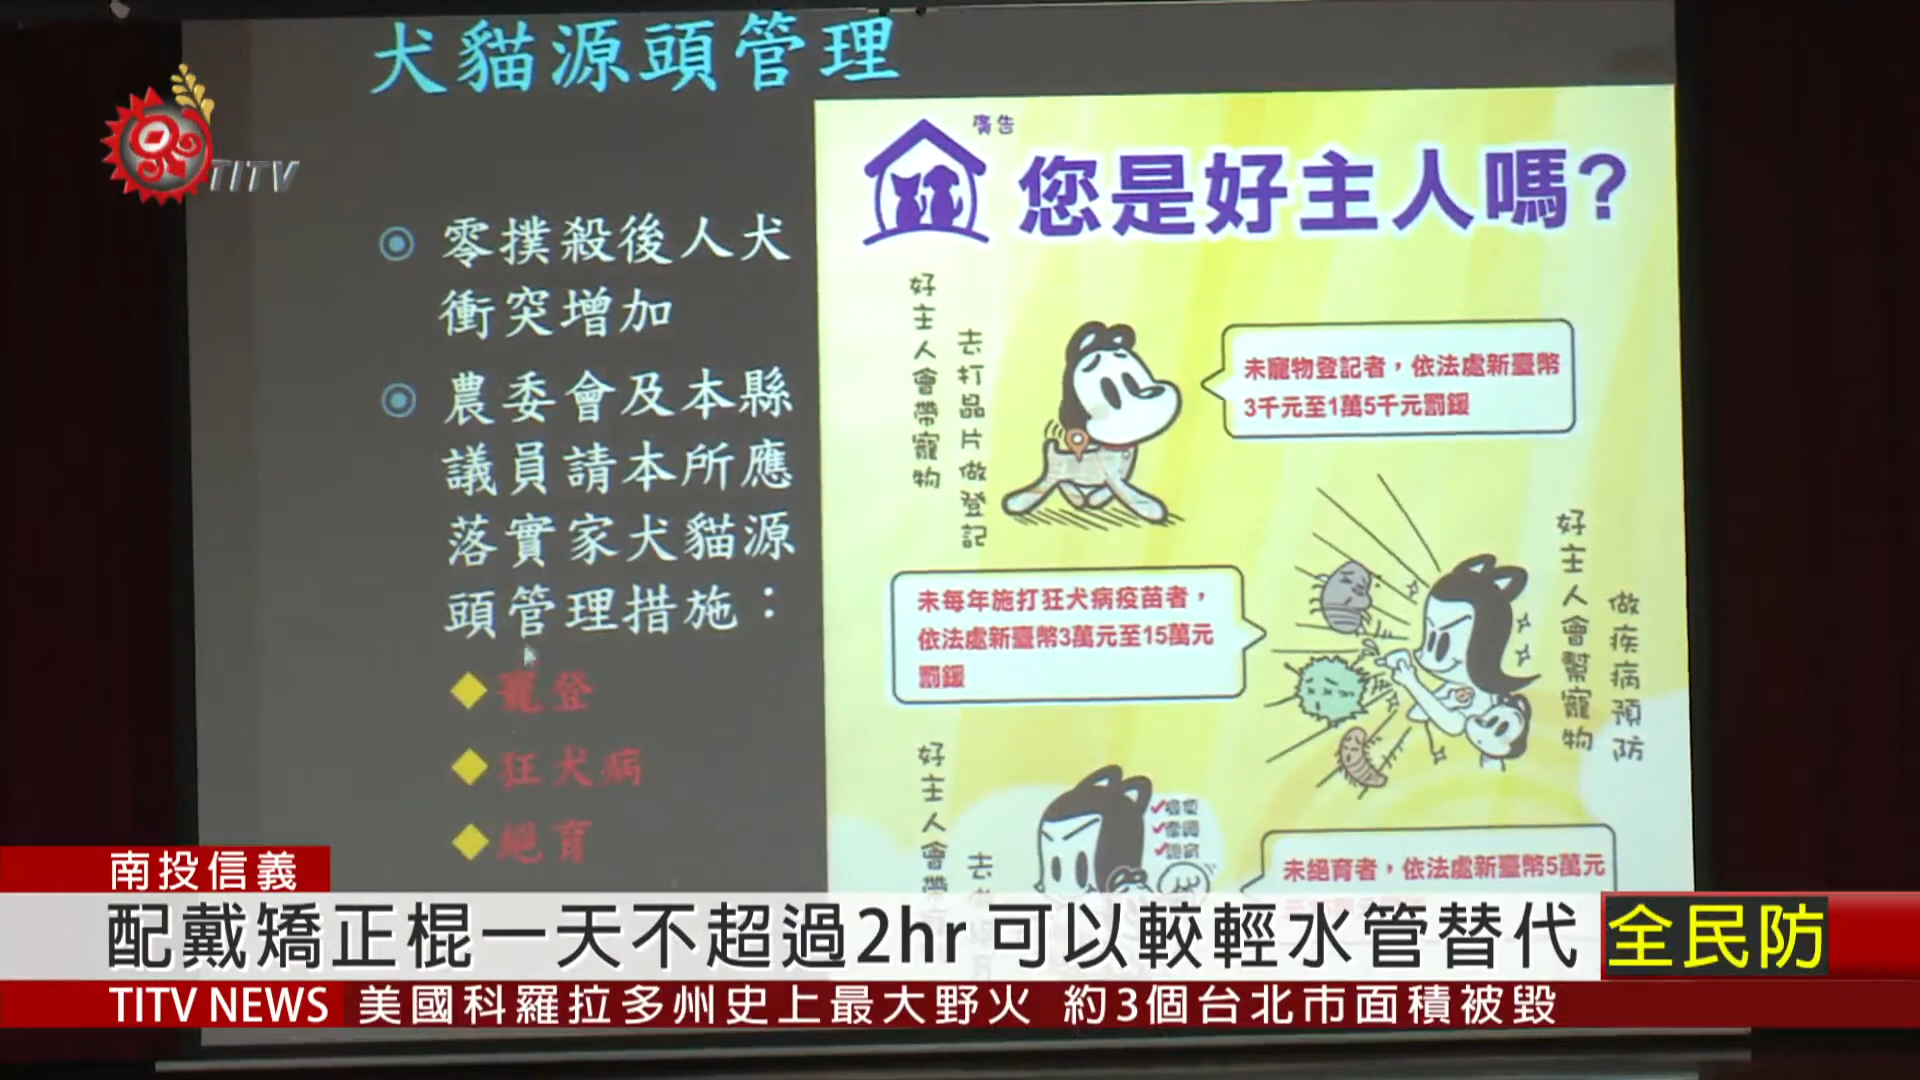 犬貓源頭管理
TITV
零撲殺後人犬
衝突增加
農委會及本縣
議員請本所應
落實家犬貓源
頭管理措施：
寵登
狂犬病
絕育
廣告
您是好主人嗎?
好主人會帶寵物
去打晶片做登記
未寵物登記者，依法處新臺幣
3千元至1萬5千元罰鍰
未每年施打狂犬病疫苗者，
依法處新臺幣3萬元至15萬元
罰鍰
好主人會幫寵物
做疾病預防
好主人會帶
去
未絕育者，依法處新臺幣5萬元
南投信義
配戴矯正棍一天不超過2hr 可以較輕水管替代
全民防
TITV NEWS 美國科羅拉多州史上最大野火 約3個台北市面積被毀